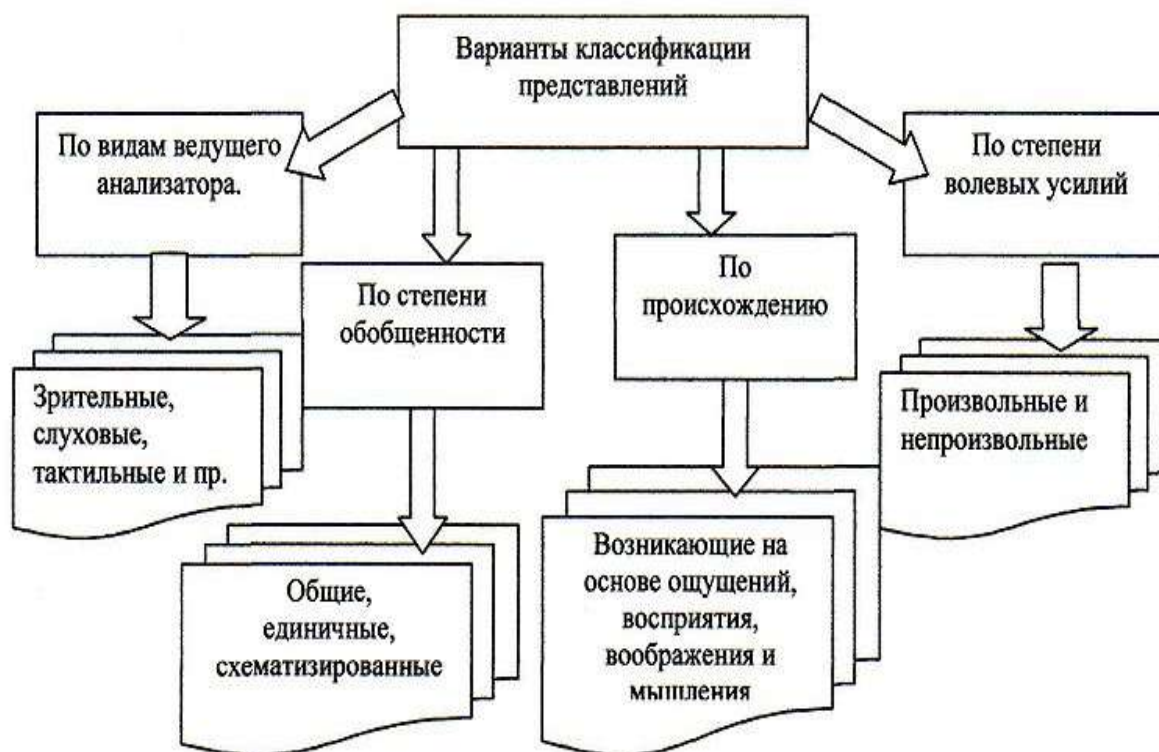 Варианты классификации
представлений
По видам ведущего
анализатора.
По степени
волевых усилий
По степени
обобщенности
По
происхождению
Зрительные,
слуховые,
тактильные и пр.
Произвольные и
непроизвольные
Общие,
единичные,
схематизированные
Возникающие на
основе ощущений,
восприятия,
воображения и
мышления